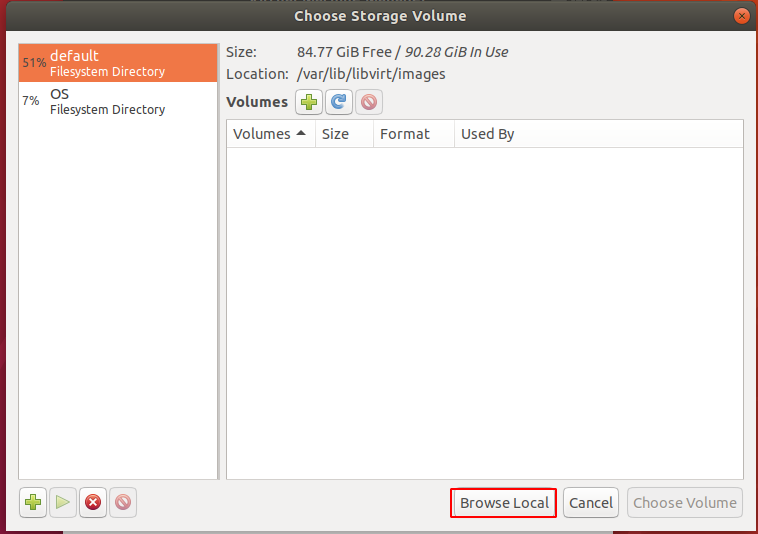 Choose Storage Volume
51% default
Filesystem Directory
7% OS
Filesystem Directory
Size: 84.77 GiB Free / 90.28 GiB In Use
Location: /var/lib/libvirt/images
Volumes
Volumes Size Format Used By
Browse Local Cancel Choose Volume